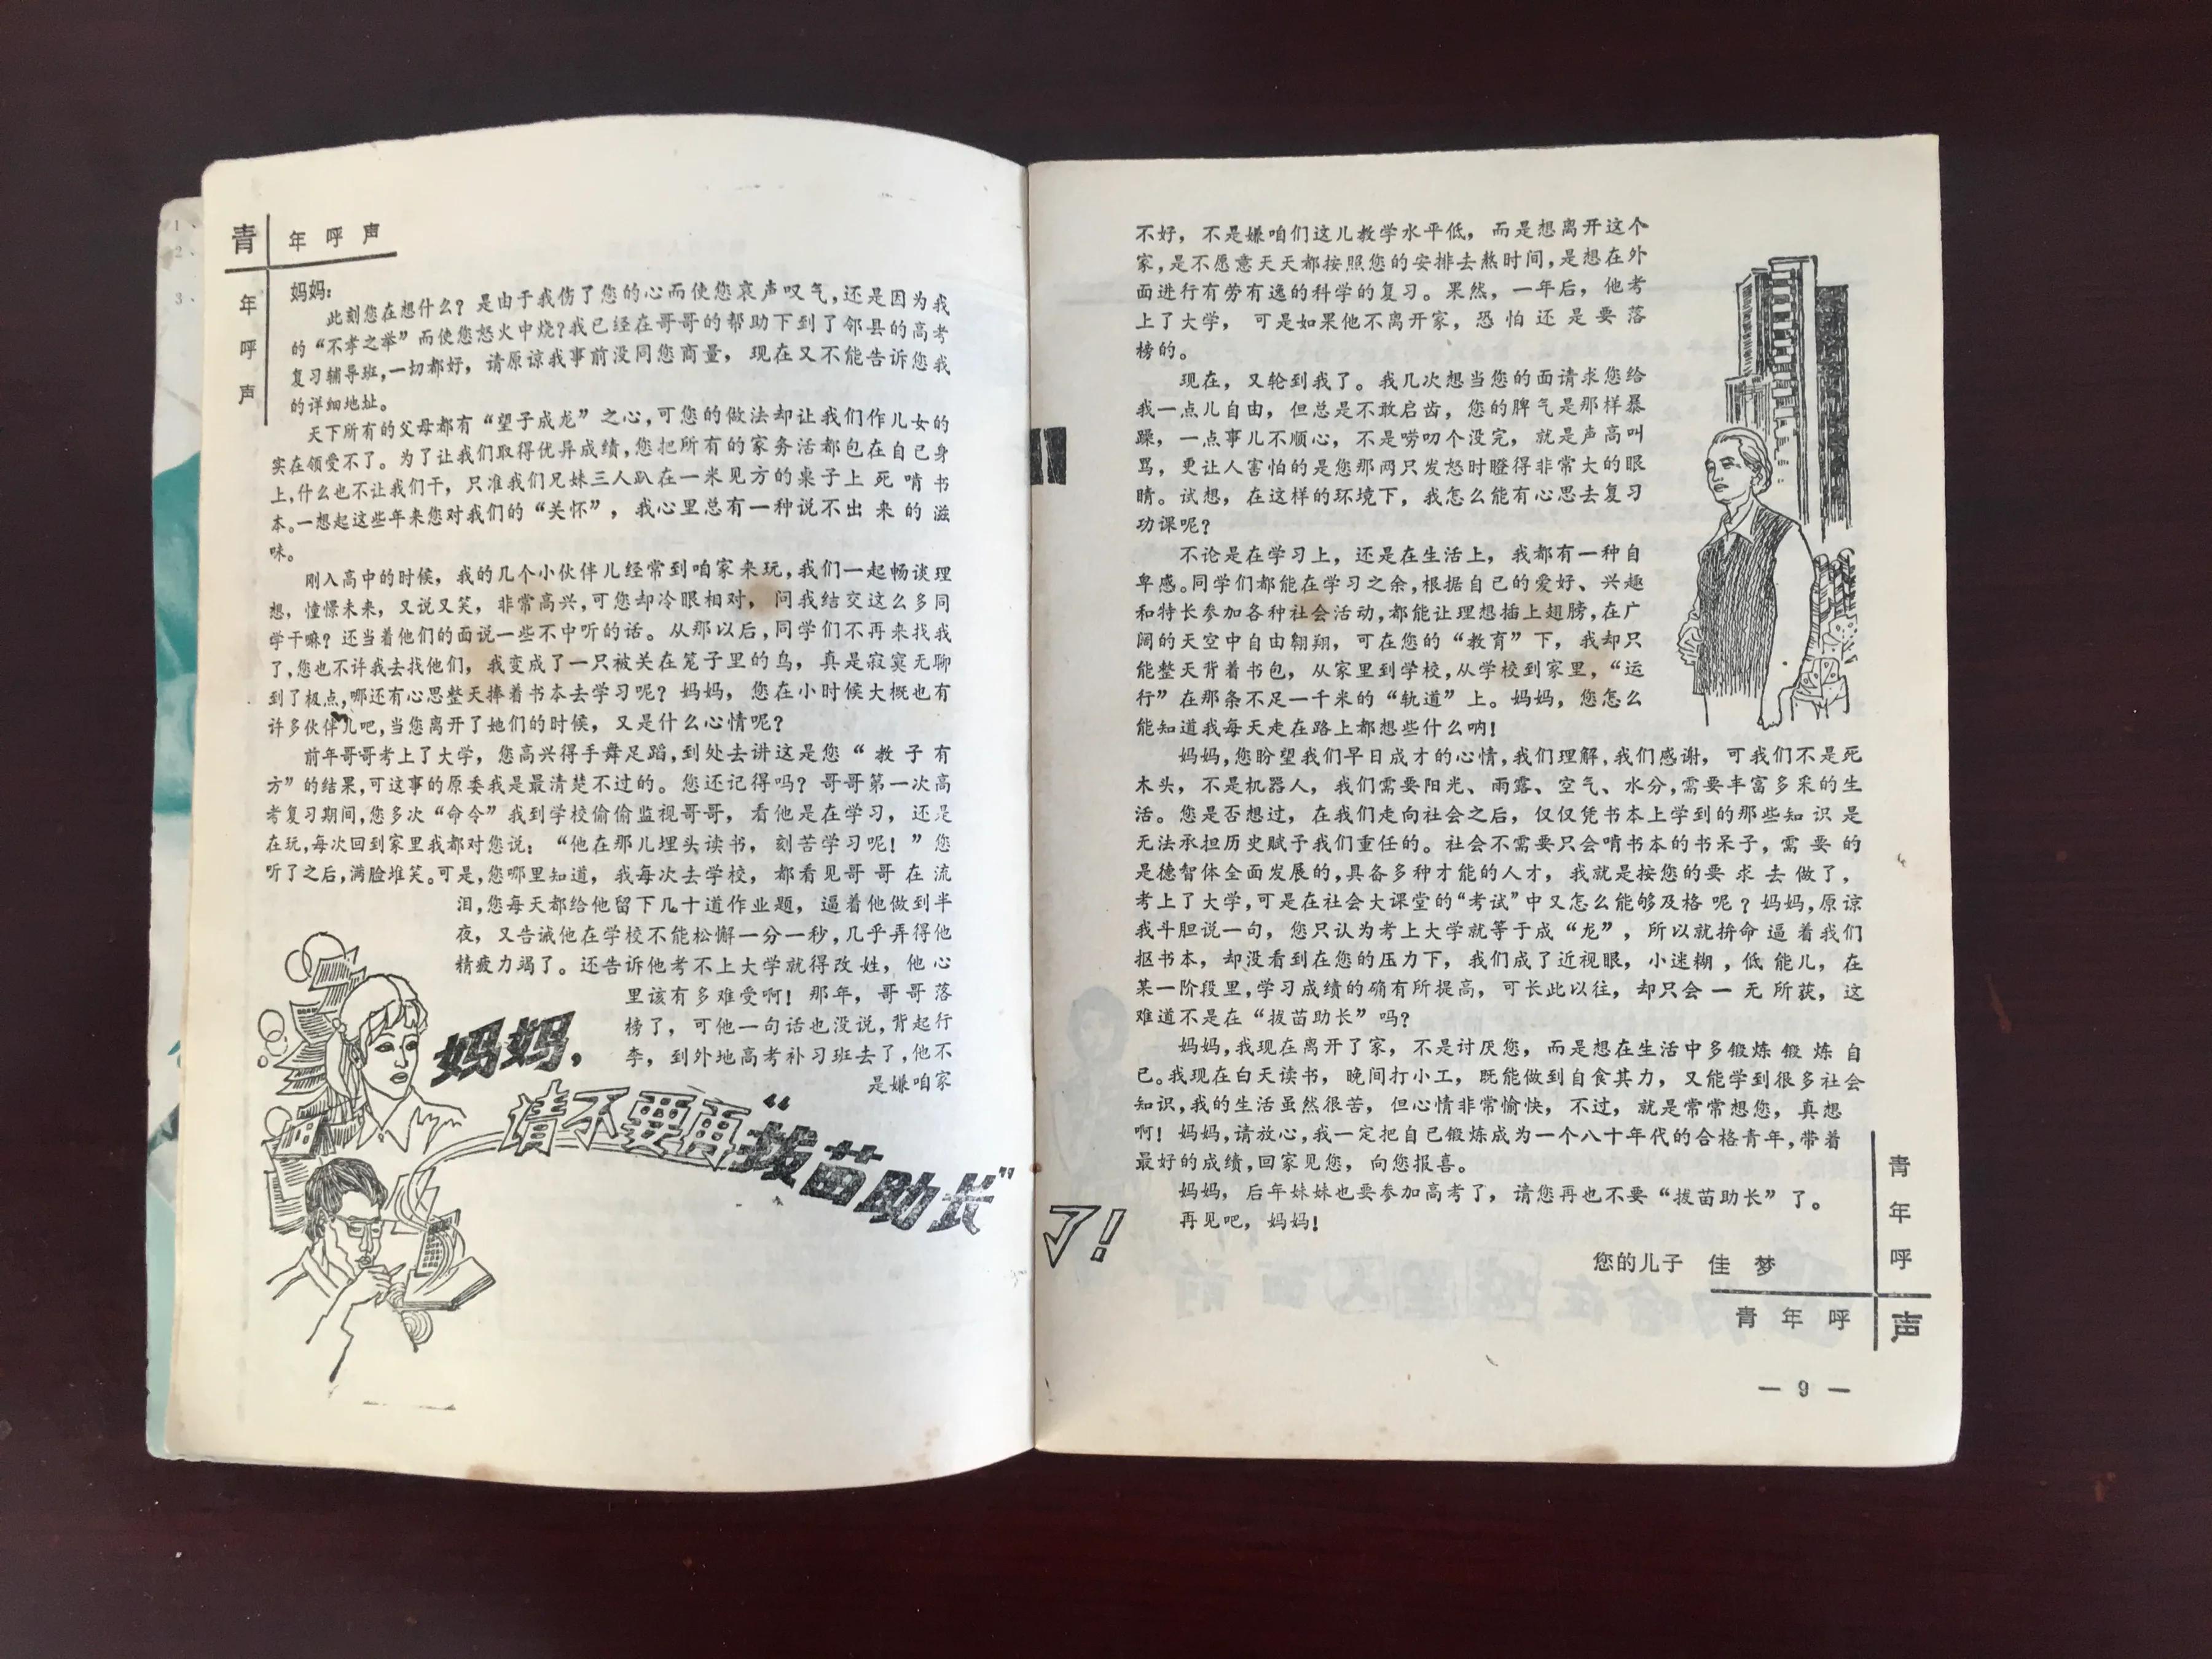 青年呼声
年
呼
声
妈妈：
此刻您在想什么？是由于我伤了您的心而使您哀声叹气，还是因为我
的“不孝之举”而使您怒火中烧？我已经在哥哥的帮助下到了邻县的高考
复习辅导班，一切都好，请原谅我事前没同您商量，现在又不能告诉您我
的详细地址。
天下所有的父母都有“望子成龙”之心，可您的做法却让我们作儿女的
实在领受不了。为了让我们取得优异成绩，您把所有的家务活都包在自己身
上，什么也不让我们干，只准我们兄妹三人趴在一米见方的桌子上死啃书
本。一想起这些年来您对我们的“关怀”，我心里总有一种说不出来的滋
味。
刚入高中的时候，我的几个小伙伴儿经常到咱家来玩，我们一起畅谈理
想，憧憬未来，又说又笑，非常高兴，可您却冷眼相对，问我结交这么多同
学干嘛？还当着他们的面说一些不中听的话。从那以后，同学们不再来找我
了，您也不许我去找他们，我变成了一只被关在笼子里的鸟，真是寂寞无聊
到了极点，哪还有心思整天捧着书本去学习呢？妈妈，您在小时候大概也有
许多伙伴儿吧，当您离开了她们的时候，又是什么心情呢？
前年哥哥考上了大学，您高兴得手舞足蹈，到处去讲这是您“教子有
方”的结果，可这事的原委我是最清楚不过的。您还记得吗？哥哥第一次高
考复习期间，您多次“命令”我到学校偷偷监视哥哥，看他是在学习，还是
在玩，每次回到家里我都对您说：“他在那儿埋头读书，刻苦学习呢！”您
听了之后，满脸堆笑。可是，您哪里知道，我每次去学校，都看见哥哥在流
泪，您每天都给他留下几十道作业题，逼着他做到半
夜，又告诫他在学校不能松懈一分一秒，几乎弄得他
精疲力竭了。还告诉他考不上大学就得改姓，他心
里该有多难受啊！那年，哥哥落
榜了，可他一句话也没说，背起行
李，到外地高考补习班去了，他不
是嫌咱家
妈妈，
请不要再“拔苗助长”了！
不好，不是嫌咱们这儿教学水平低，而是想离开这个
家，是不愿意天天都按照您的安排去熬时间，是想在外
面进行有劳有逸的科学的复习。果然，一年后，他考
上了大学，可是如果他不离开家，恐怕还是要落
榜的。
现在，又轮到我了。我几次想当您的面请求您给
我一点儿自由，但总是不敢启齿，您的脾气是那样暴
躁，一点事儿不顺心，不是唠叨个没完，就是声高叫
骂，更让人害怕的是您那两只发怒时瞪得非常大的眼
睛。试想，在这样的环境下，我怎么能有心思去复习
功课呢？
不论是在学习上，还是在生活上，我都有一种自
卑感。同学们都能在学习之余，根据自己的爱好、兴趣
和特长参加各种社会活动，都能让理想插上翅膀，在广
阔的天空中自由翱翔，可在您的“教育”下，我却只
能整天背着书包，从家里到学校，从学校到家里，“运
行”在那条不足一千米的“轨道”上。妈妈，您怎么
能知道我每天走在路上都想些什么呐！
妈妈，您盼望我们早日成才的心情，我们理解，我们感谢，可我们不是死
木头，不是机器人，我们需要阳光、雨露、空气、水分，需要丰富多采的生
活。您是否想过，在我们走向社会之后，仅仅凭书本上学到的那些知识是
无法承担历史赋予我们重任的。社会不需要只会啃书本的书呆子，需要的
是德智体全面发展的，具备多种才能的人才，我就是按您的要求去做了，
考上了大学，可是在社会大课堂的“考试”中又怎么能够及格呢？妈妈，原谅
我斗胆说一句，您只认为考上大学就等于成“龙”，所以就拚命逼着我们
抠书本，却没看到在您的压力下，我们成了近视眼，小迷糊，低能儿，在
某一阶段里，学习成绩的确有所提高，可长此以往，却只会一无所获，这
难道不是在“拔苗助长”吗？
妈妈，我现在离开了家，不是讨厌您，而是想在生活中多锻炼锻炼自
己。我现在白天读书，晚间打小工，既能做到自食其力，又能学到很多社会
知识，我的生活虽然很苦，但心情非常愉快，不过，就是常常想您，真想
啊！妈妈，请放心，我一定把自己锻炼成为一个八十年代的合格青年，带着
最好的成绩，回家见您，向您报喜。
妈妈，后年妹妹也要参加高考了，请您再也不要“拔苗助长”了。
再见吧，妈妈！
您的儿子 佳 梦
青
年
呼
青年呼声
— 9 —